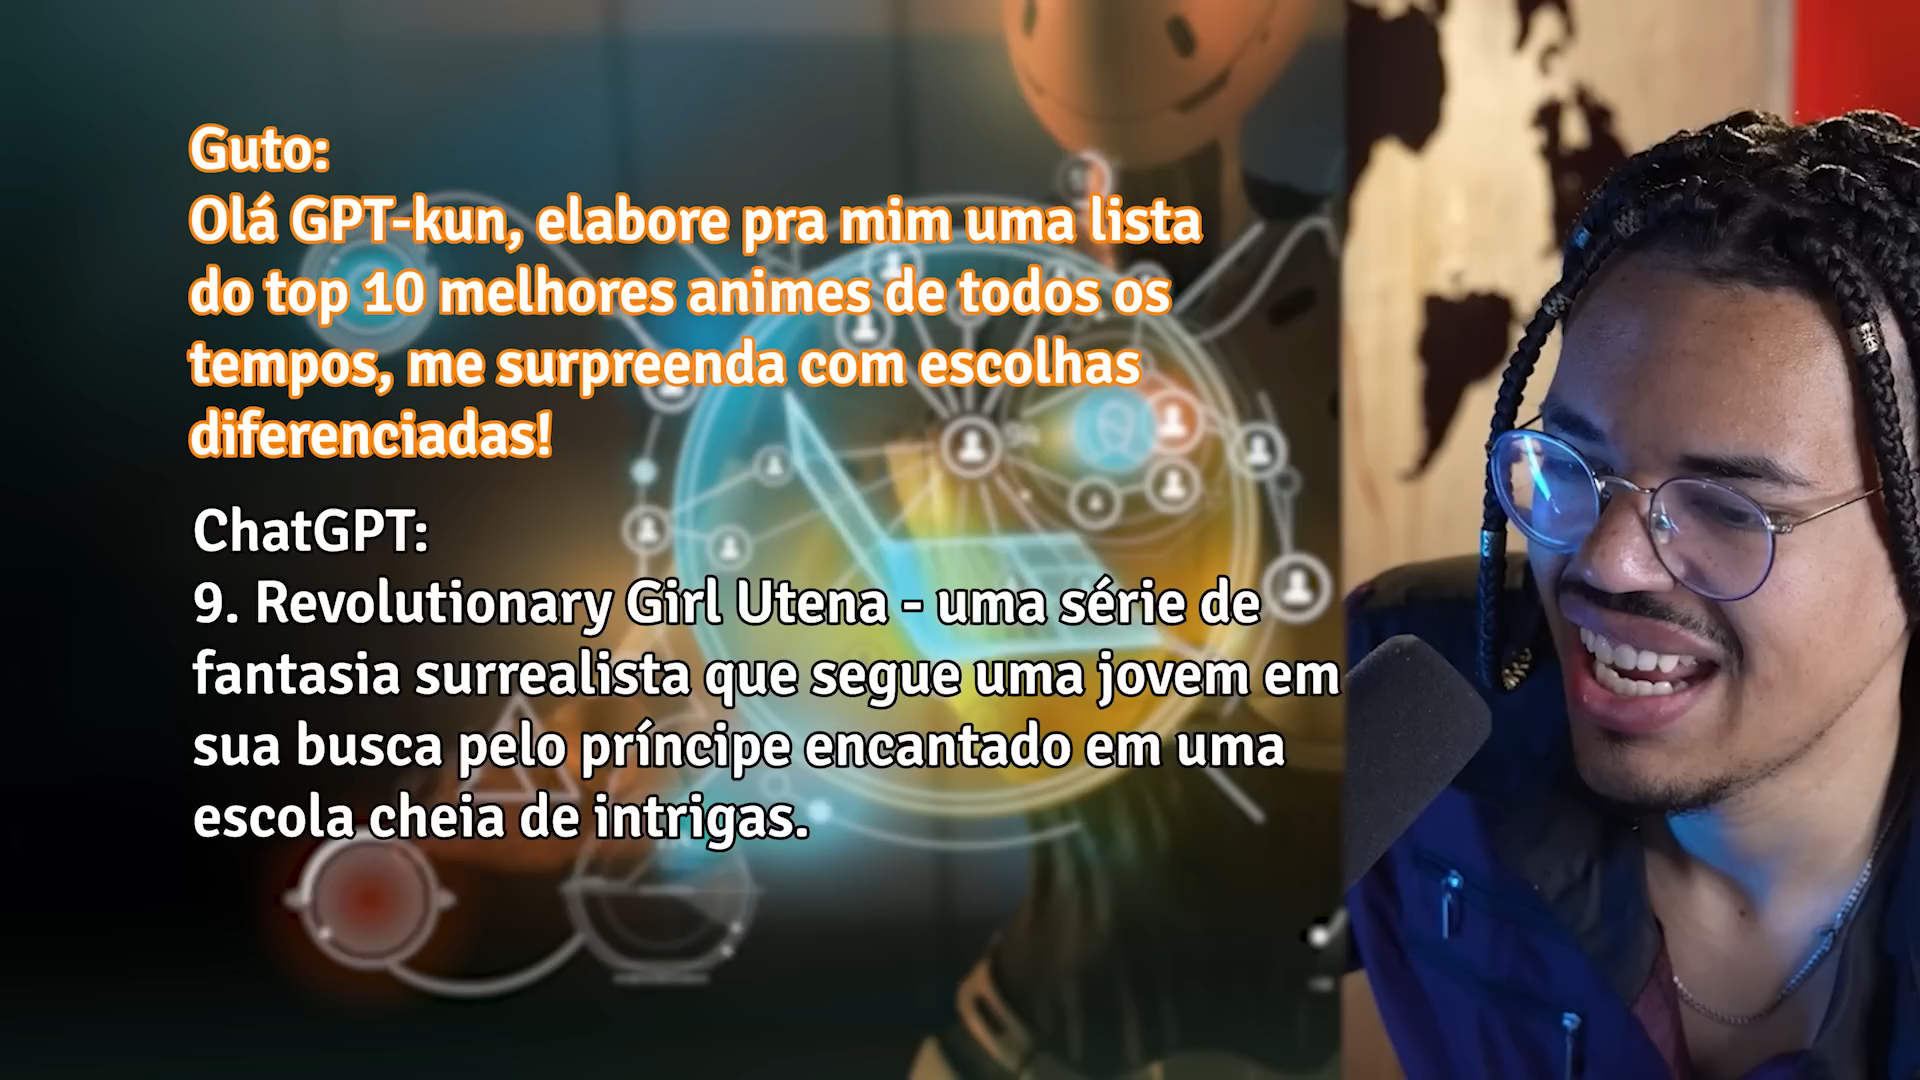 Guto:
Olá GPT-kun, elabore pra mim uma lista
do top 10 melhores animes de todos os
tempos, me surpreenda com escolhas
diferenciadas!
ChatGPT:
9. Revolutionary Girl Utena - uma série de
fantasia surrealista que segue uma jovem em
sua busca pelo príncipe encantado em uma
escola cheia de intrigas.